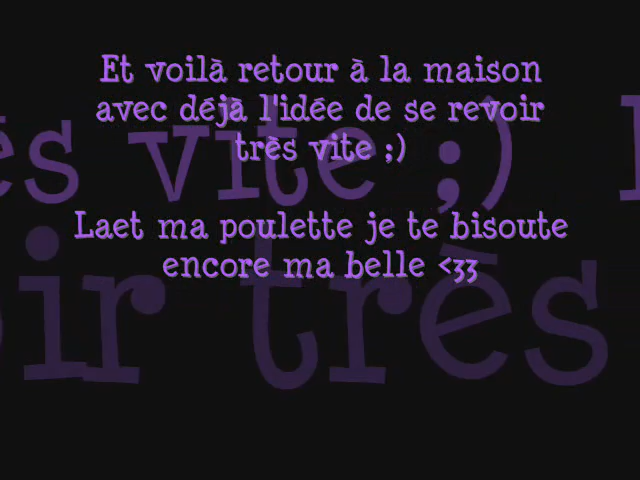 Et voilà retour à la maison
avec déjà l'idée de se revoir
très vite ;)
Laet ma poulette je te bisoute
encore ma belle <33